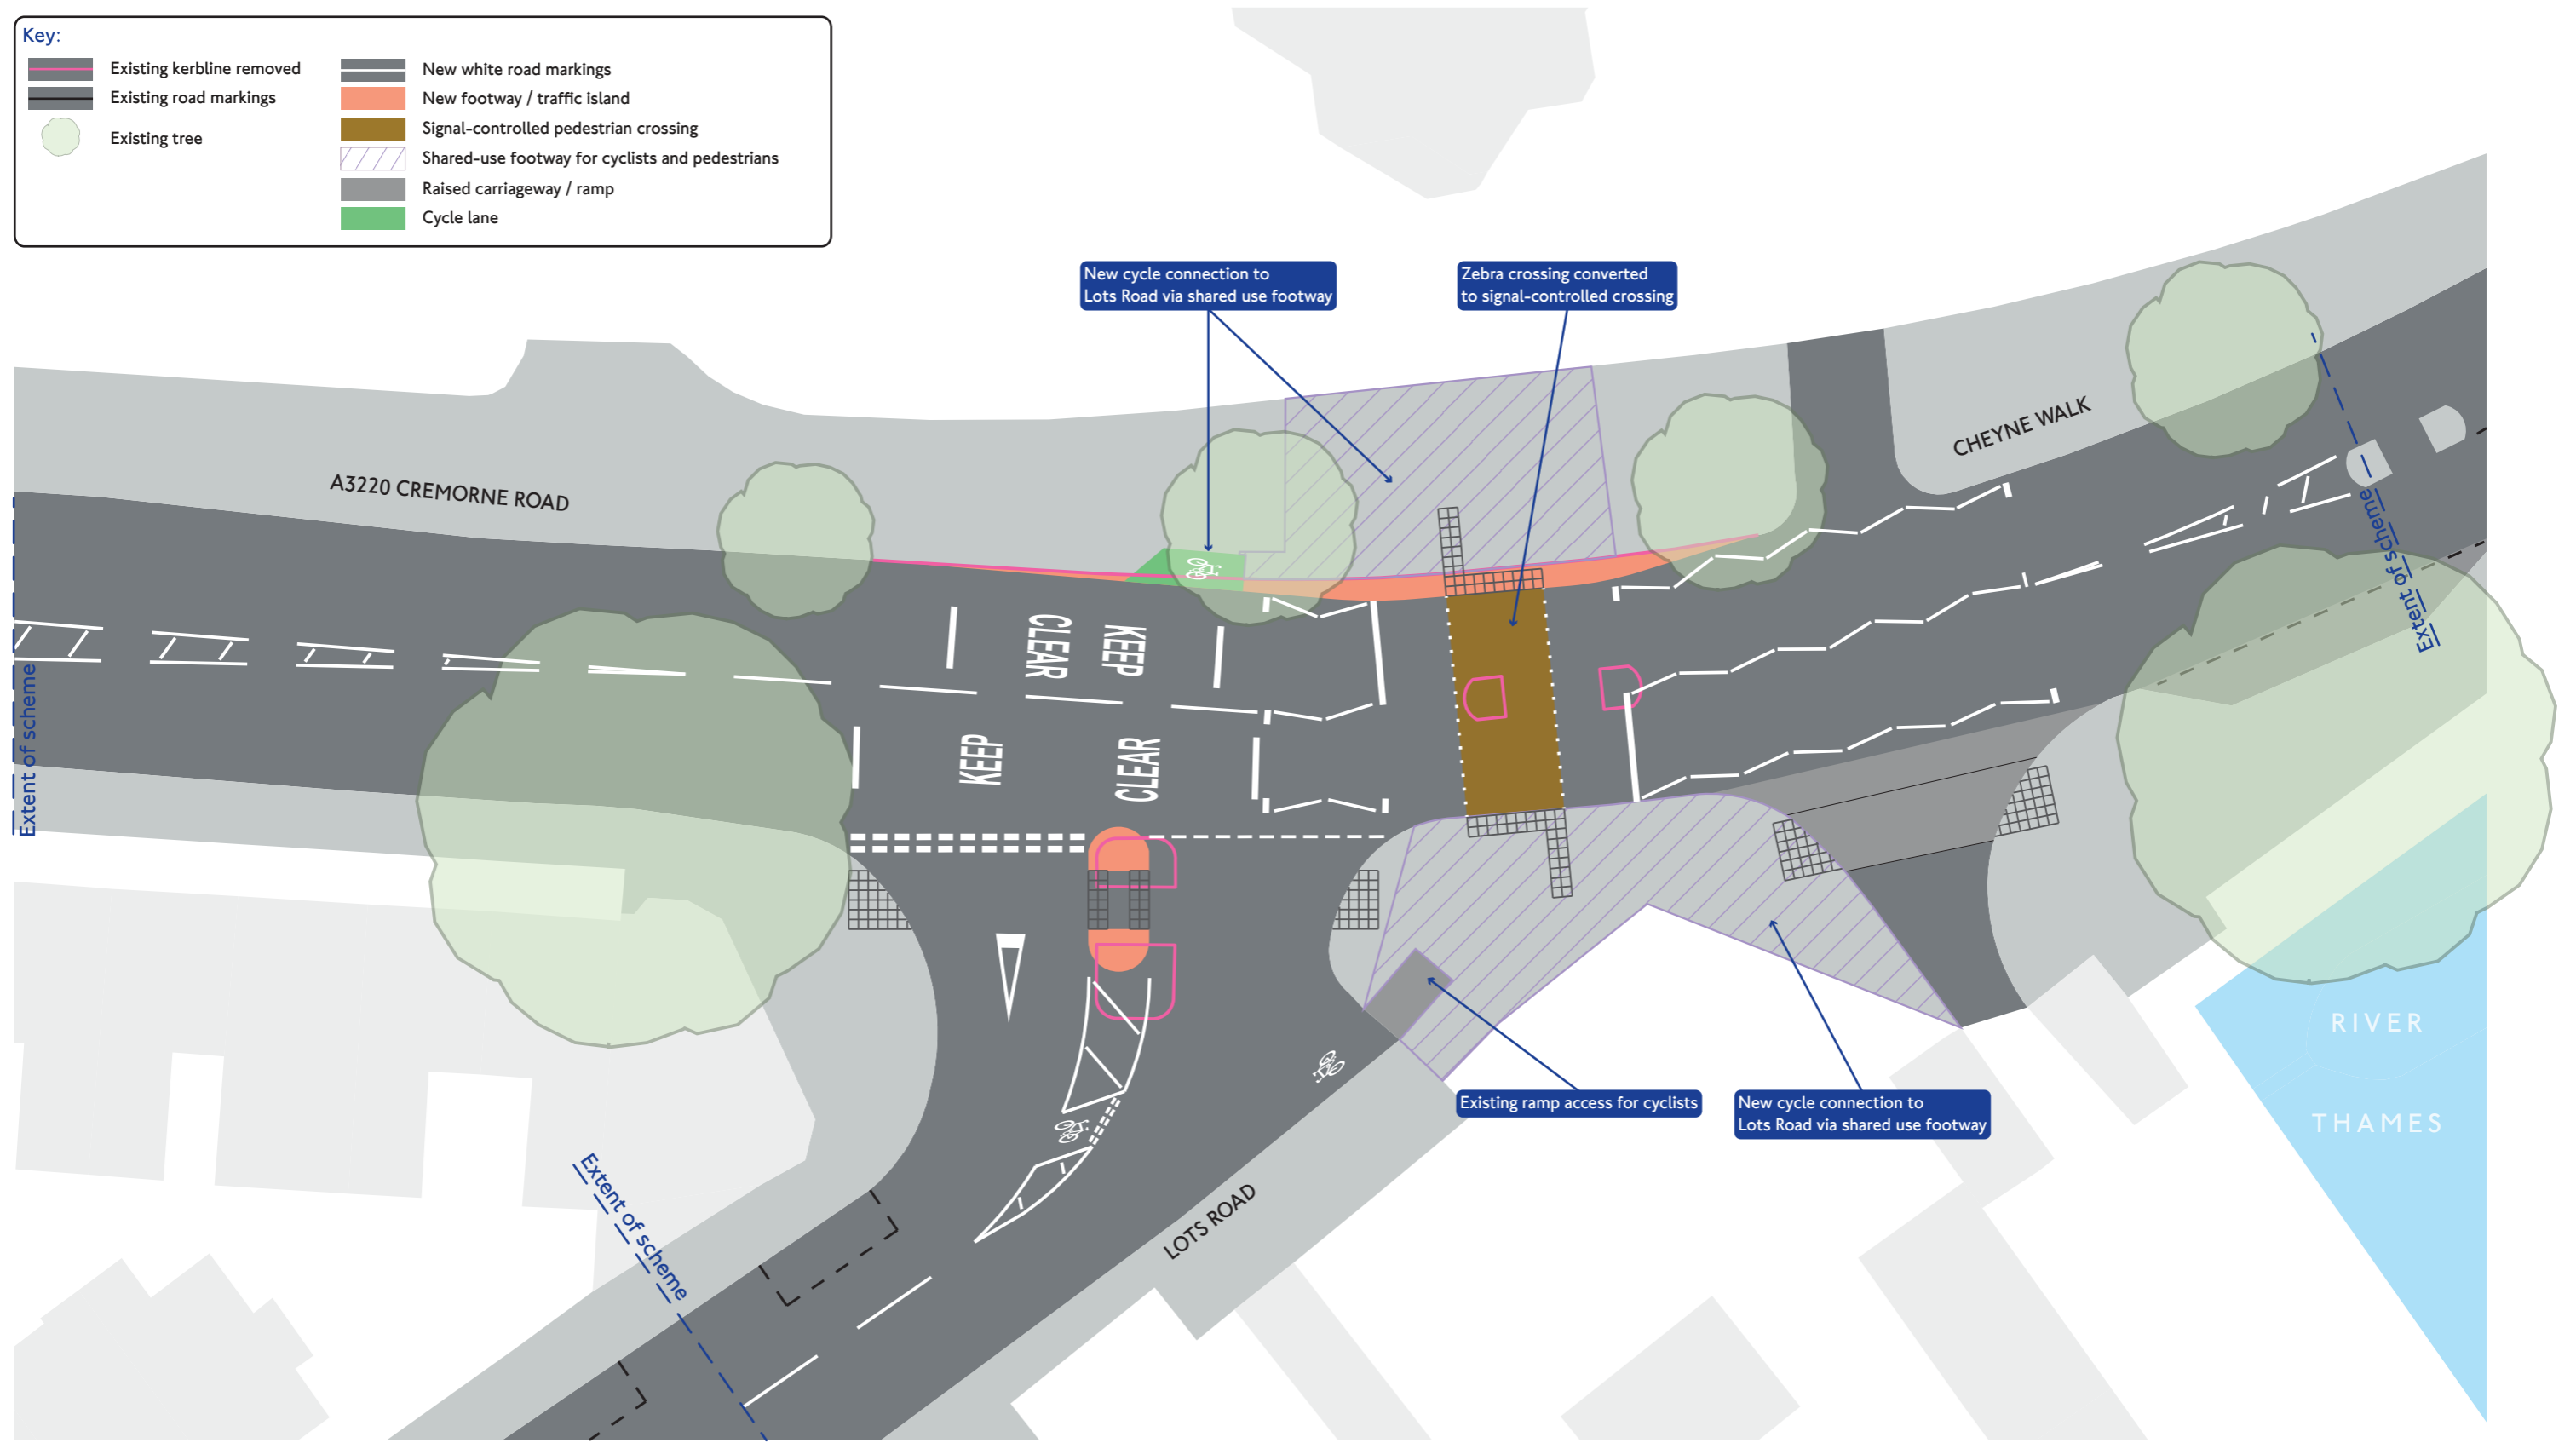 Key:
Existing kerbline removed
Existing road markings
Existing tree
New white road markings
New footway / traffic island
Signal-controlled pedestrian crossing
Shared-use footway for cyclists and pedestrians
Raised carriageway / ramp
Cycle lane
New cycle connection to
Lots Road via shared use footway
Zebra crossing converted
to signal-controlled crossing
A3220 CREMORNE ROAD
CHEYNE WALK
Extent of scheme
Extent of scheme
KEEP
CLEAR
KEEP
CLEAR
RIVER
THAMES
Existing ramp access for cyclists
New cycle connection to
Lots Road via shared use footway
LOTS ROAD
Extent of scheme